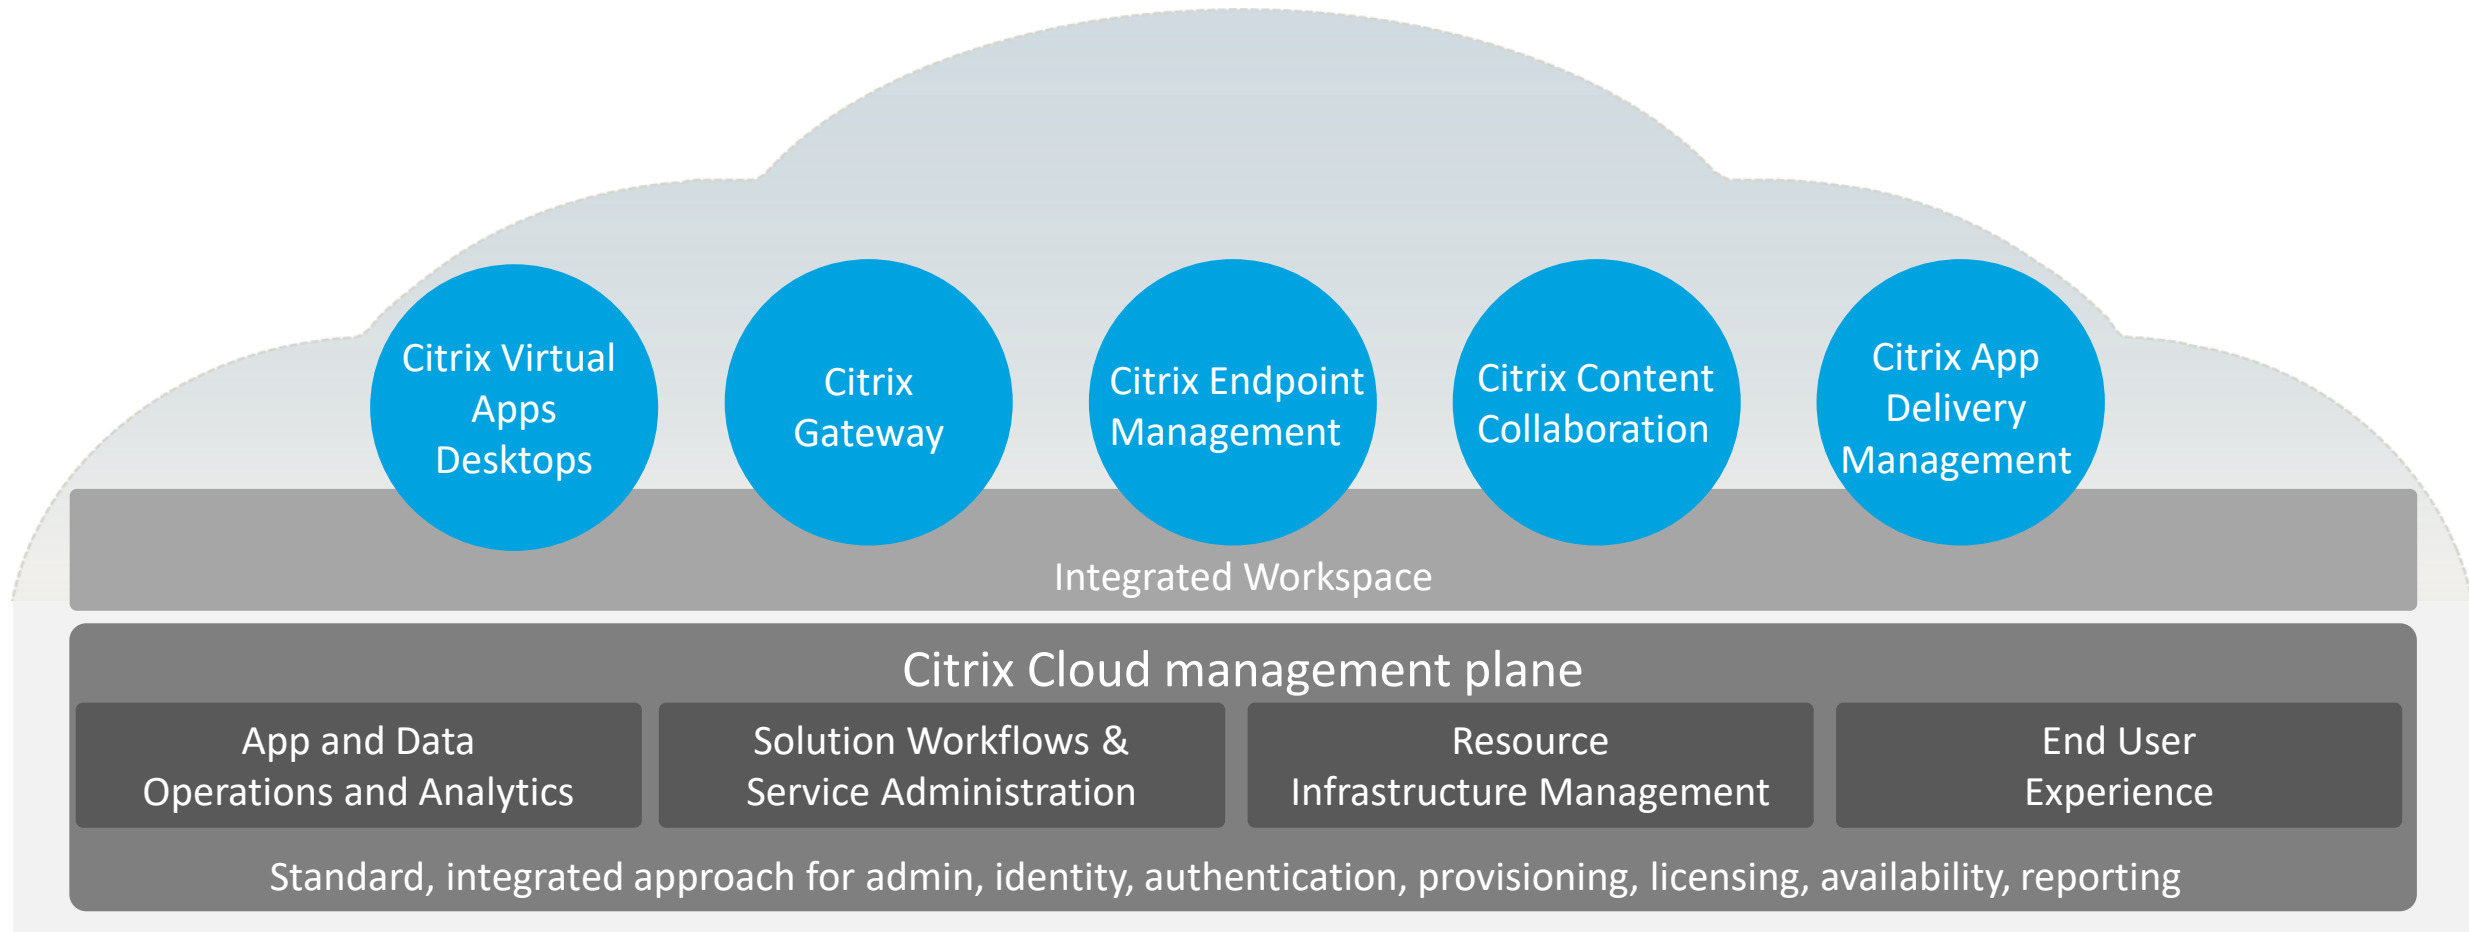 Citrix Virtual
Apps
Desktops
Citrix
Gateway
Citrix Endpoint
Management
Citrix Content
Collaboration
Citrix App
Delivery
Management
Integrated Workspace
Citrix Cloud management plane
App and Data
Operations and Analytics
Solution Workflows &
Service Administration
Resource
Infrastructure Management
End User
Experience
Standard, integrated approach for admin, identity, authentication, provisioning, licensing, availability, reporting